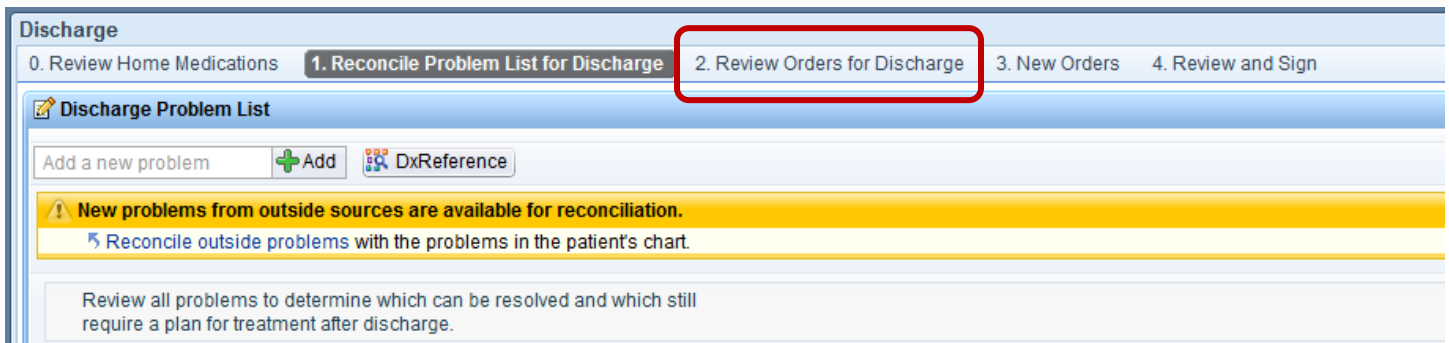 Discharge
0. Review Home Medications 1. Reconcile Problem List for Discharge 2. Review Orders for Discharge 3. New Orders 4. Review and Sign
Discharge Problem List
Add a new problem Add DxReference
New problems from outside sources are available for reconciliation.
Reconcile outside problems with the problems in the patient's chart.
Review all problems to determine which can be resolved and which still
require a plan for treatment after discharge.